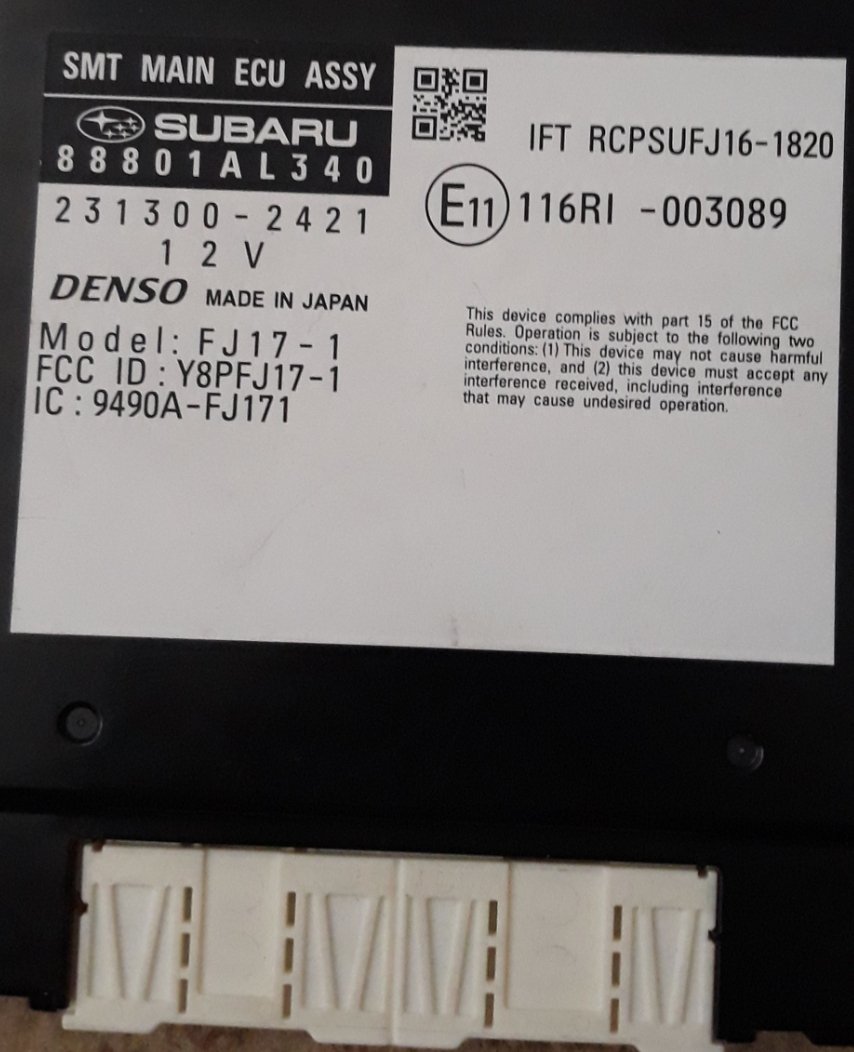 SMT MAIN ECU ASSY
SUBARU
88801AL340
231300-2421
12V
DENSO MADE IN JAPAN
Model: FJ17-1
FCC ID : Y8PFJ17-1
IC : 9490A-FJ171
IFT RCPSUFJ16-1820
E11 116RI -003089
This device complies with part 15 of the FCC
Rules. Operation is subject to the following two
conditions: (1) This device may not cause harmful
interference, and (2) this device must accept any
interference received, including interference
that may cause undesired operation.